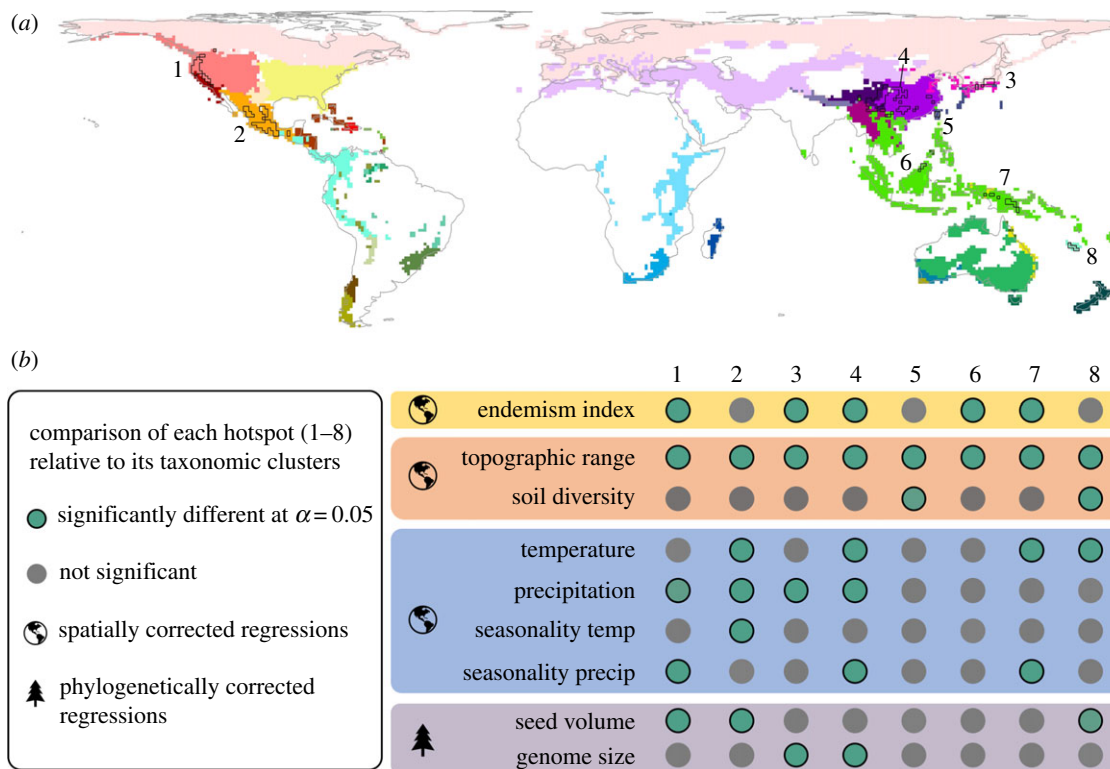 (a)
1
2
3
4
5
6
7
8
(b)
comparison of each hotspot (1–8)
relative to its taxonomic clusters
significantly different at α = 0.05
not significant
spatially corrected regressions
phylogenetically corrected
regressions
1 2 3 4 5 6 7 8
endemism index
topographic range
soil diversity
temperature
precipitation
seasonality temp
seasonality precip
seed volume
genome size